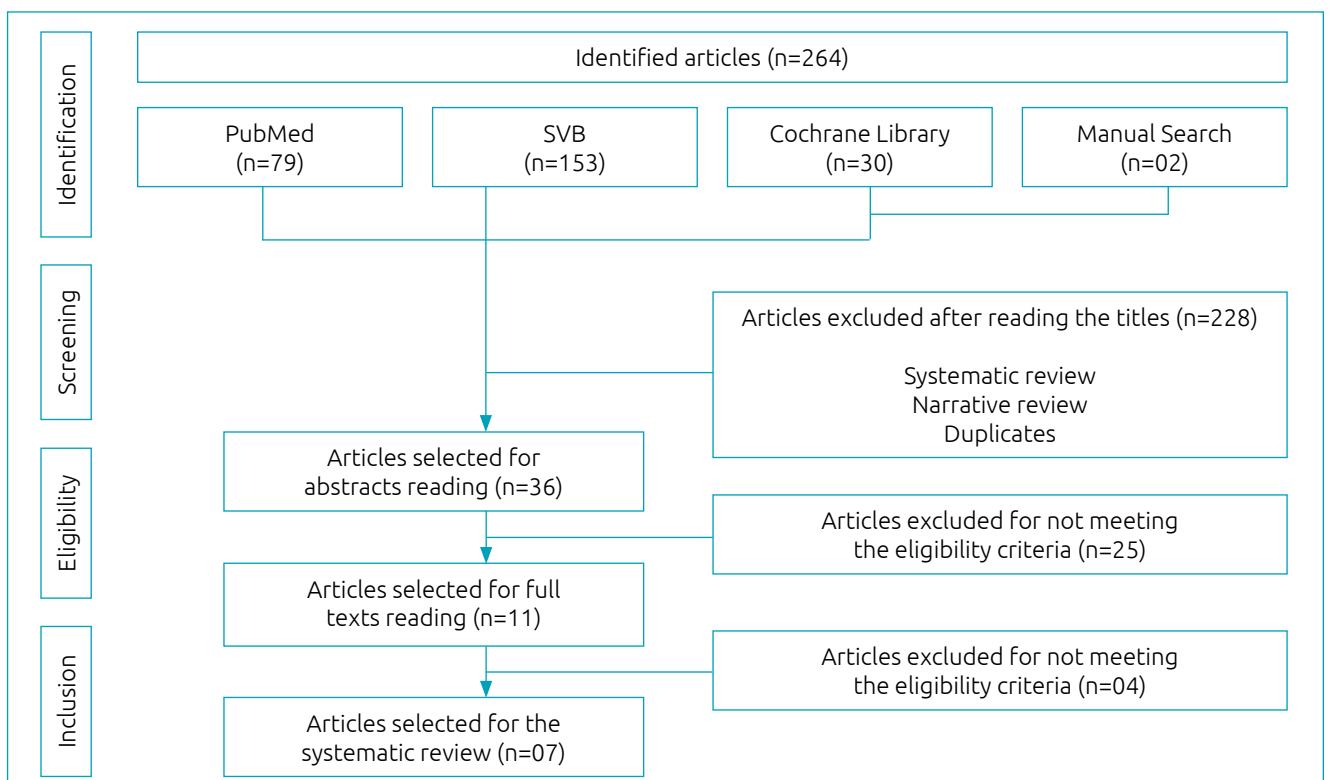 Identification
Identified articles (n=264)
PubMed
(n=79)
SVB
(n=153)
Cochrane Library
(n=30)
Manual Search
(n=02)
Screening
Articles excluded after reading the titles (n=228)
Systematic review
Narrative review
Duplicates
Eligibility
Articles selected for
abstracts reading (n=36)
Articles excluded for not meeting
the eligibility criteria (n=25)
Articles selected for full
texts reading (n=11)
Inclusion
Articles excluded for not meeting
the eligibility criteria (n=04)
Articles selected for the
systematic review (n=07)